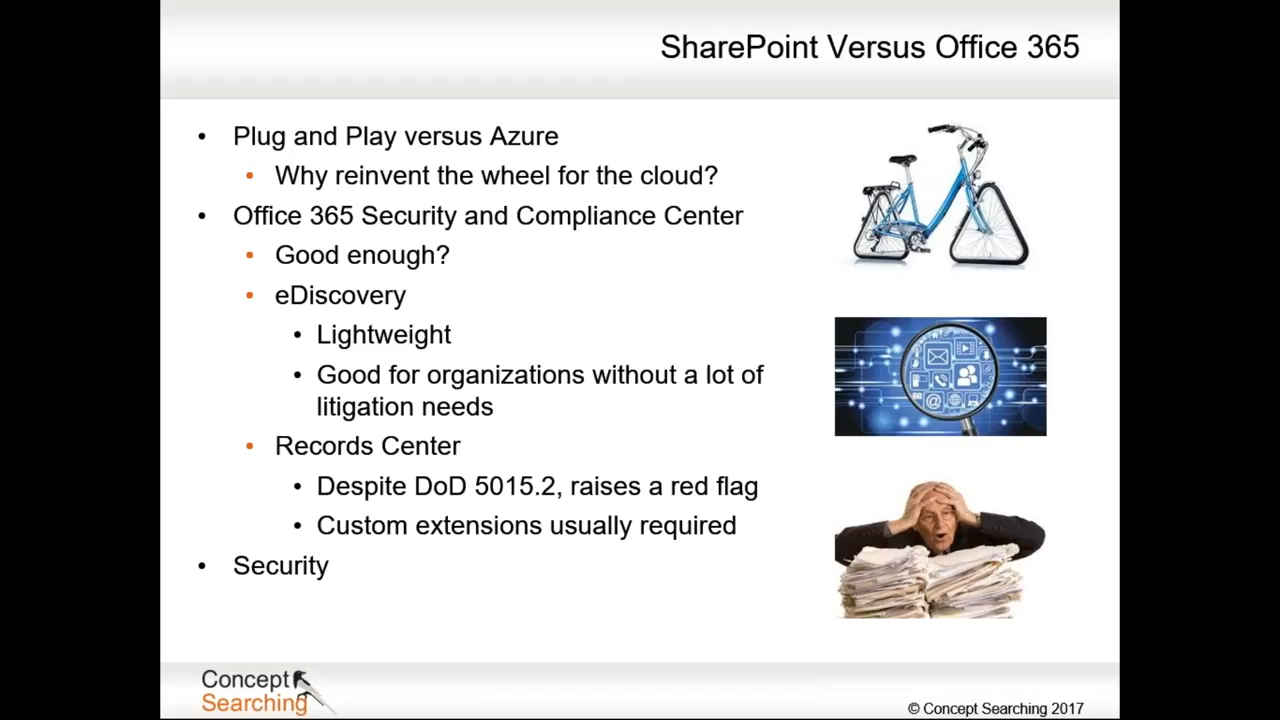 SharePoint Versus Office 365
• Plug and Play versus Azure
• Why reinvent the wheel for the cloud?
• Office 365 Security and Compliance Center
• Good enough?
• eDiscovery
• Lightweight
• Good for organizations without a lot of
litigation needs
• Records Center
• Despite DoD 5015.2, raises a red flag
• Custom extensions usually required
• Security
Concept
Searching
© Concept Searching 2017